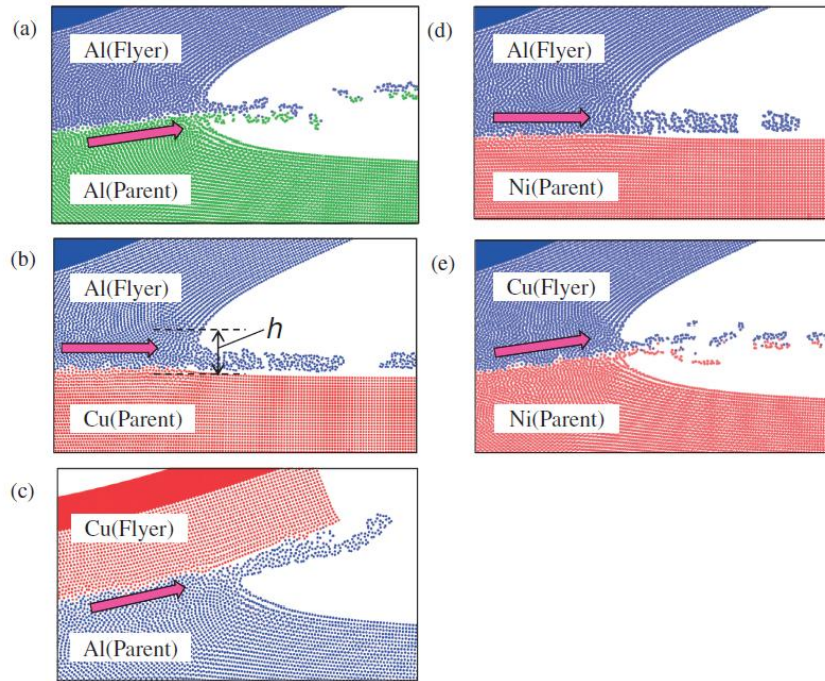 (a)
Al(Flyer)
Al(Parent)
(b)
Al(Flyer)
h
Cu(Parent)
(c)
Cu(Flyer)
Al(Parent)
(d)
Al(Flyer)
Ni(Parent)
(e)
Cu(Flyer)
Ni(Parent)